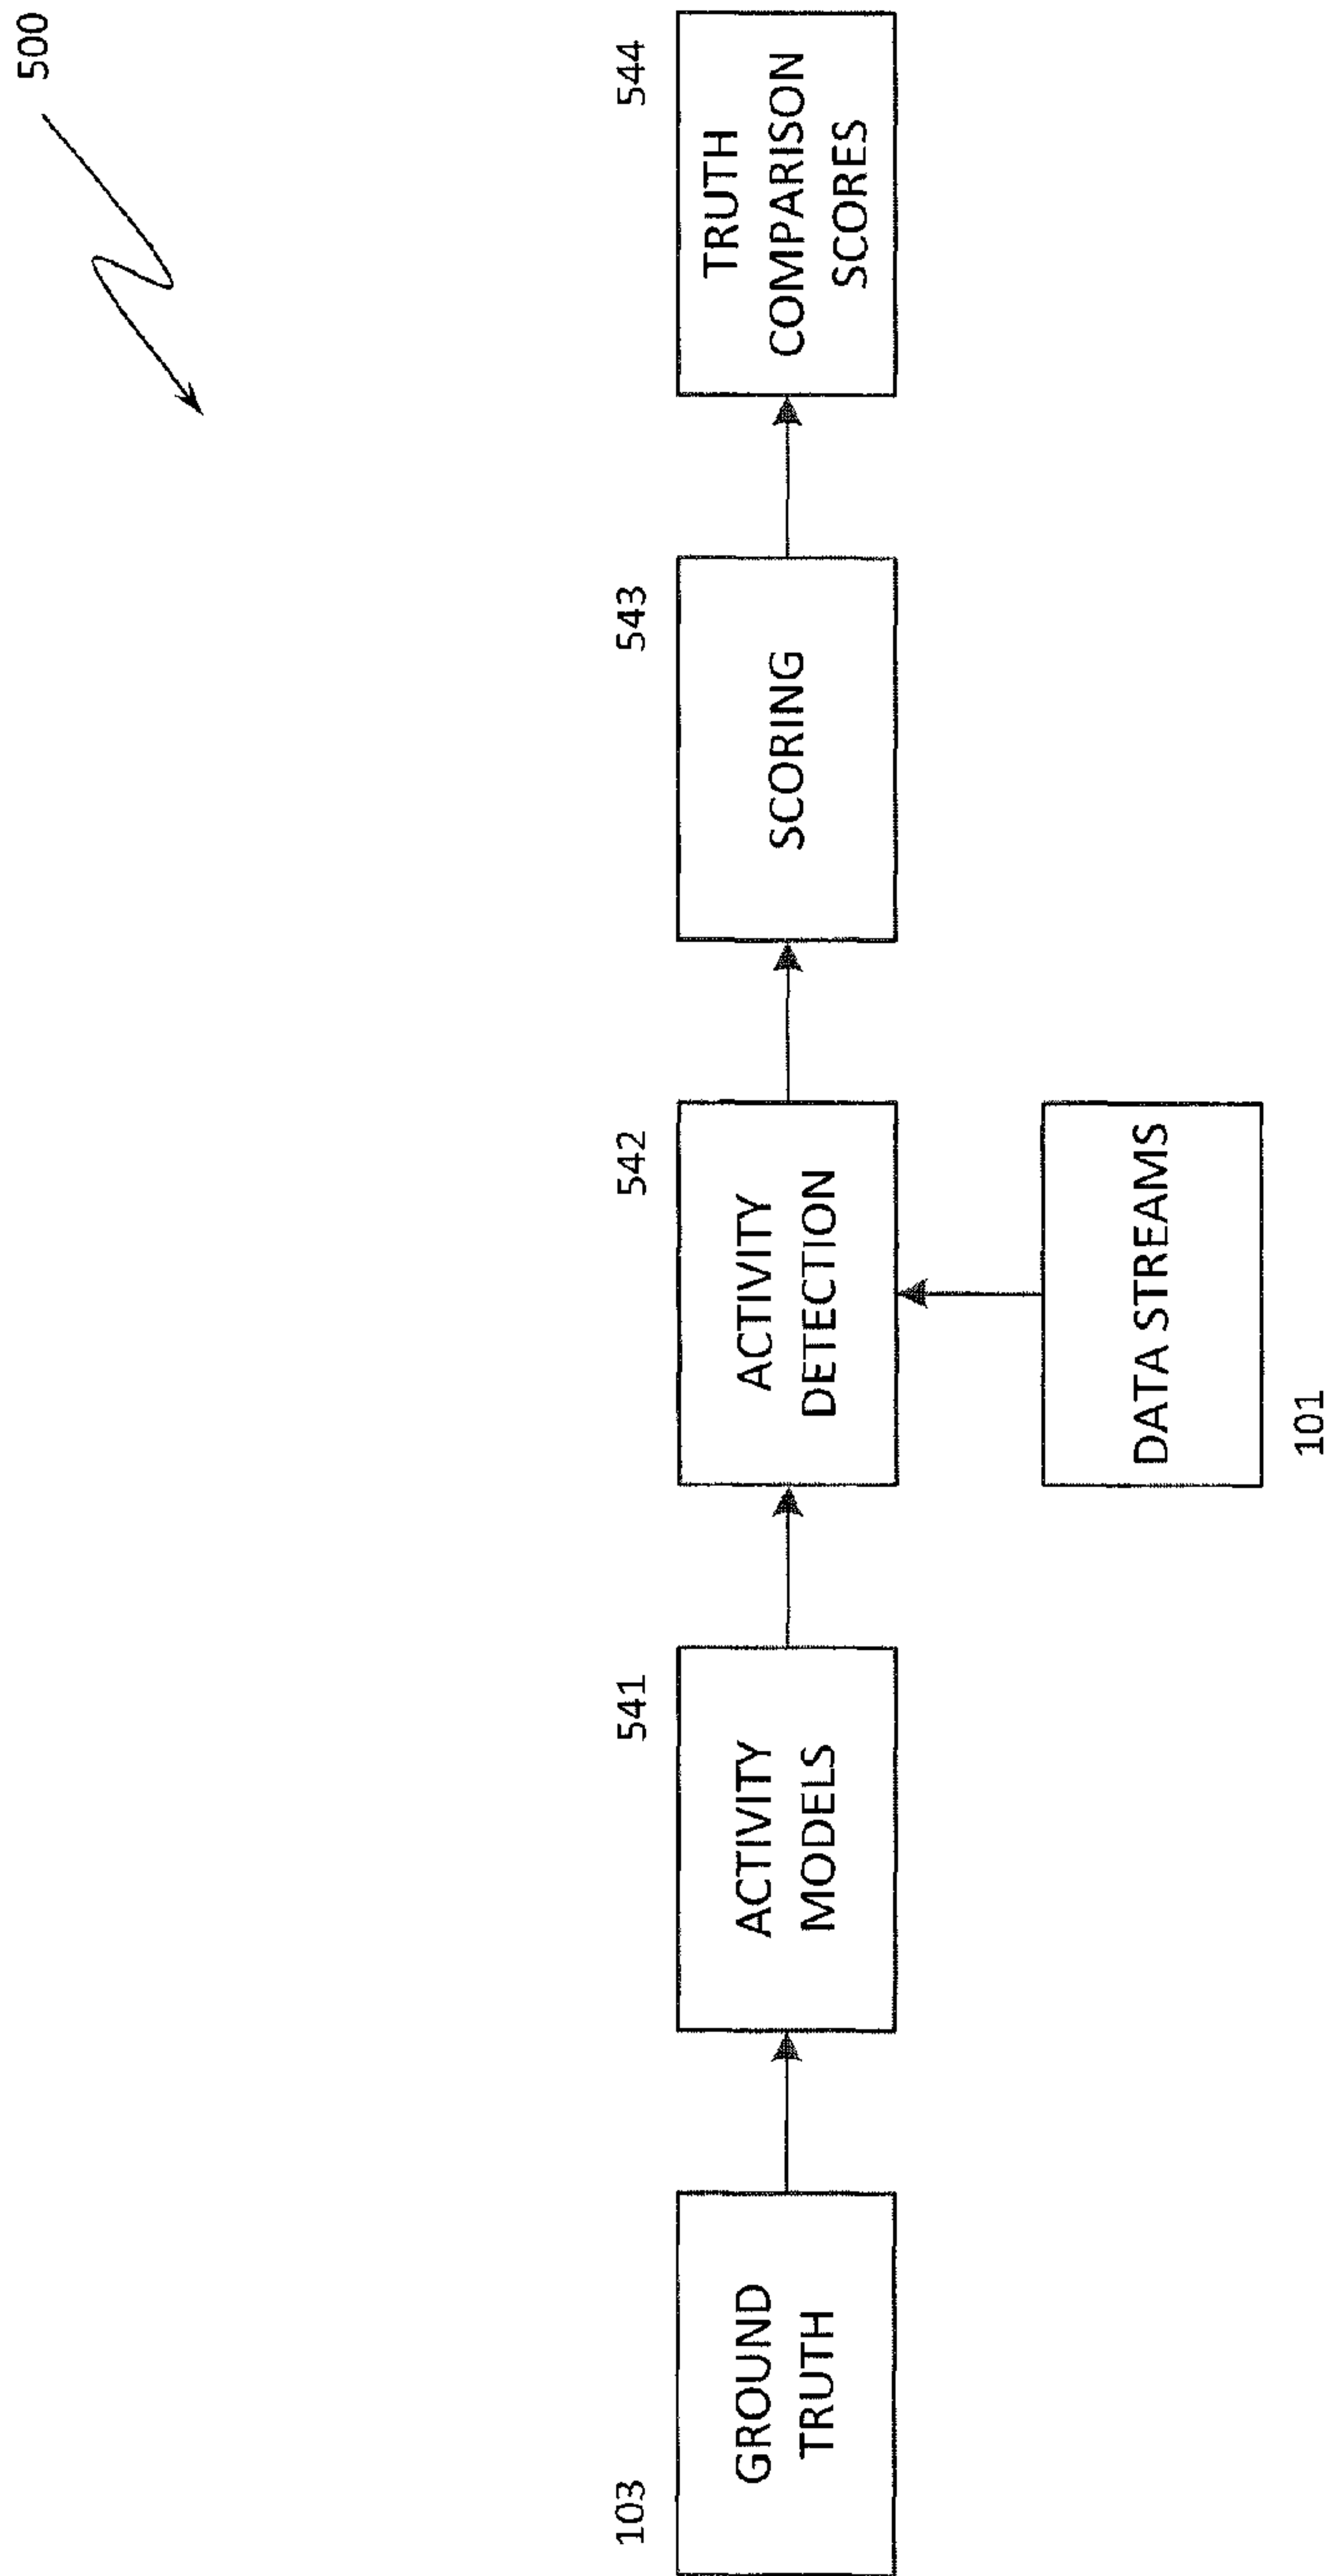 500
103
GROUND
TRUTH
541
ACTIVITY
MODELS
542
ACTIVITY
DETECTION
543
SCORING
544
TRUTH
COMPARISON
SCORES
DATA STREAMS
101